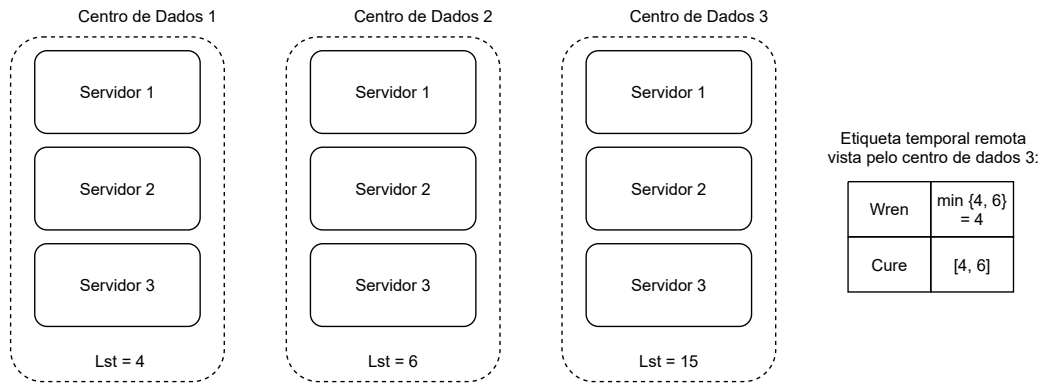 Centro de Dados 1
Servidor 1
Servidor 2
Servidor 3
Lst = 4
Centro de Dados 2
Servidor 1
Servidor 2
Servidor 3
Lst = 6
Centro de Dados 3
Servidor 1
Servidor 2
Servidor 3
Lst = 15
Etiqueta temporal remota
vista pelo centro de dados 3:
Wren
min {4, 6}
= 4
Cure
[4, 6]